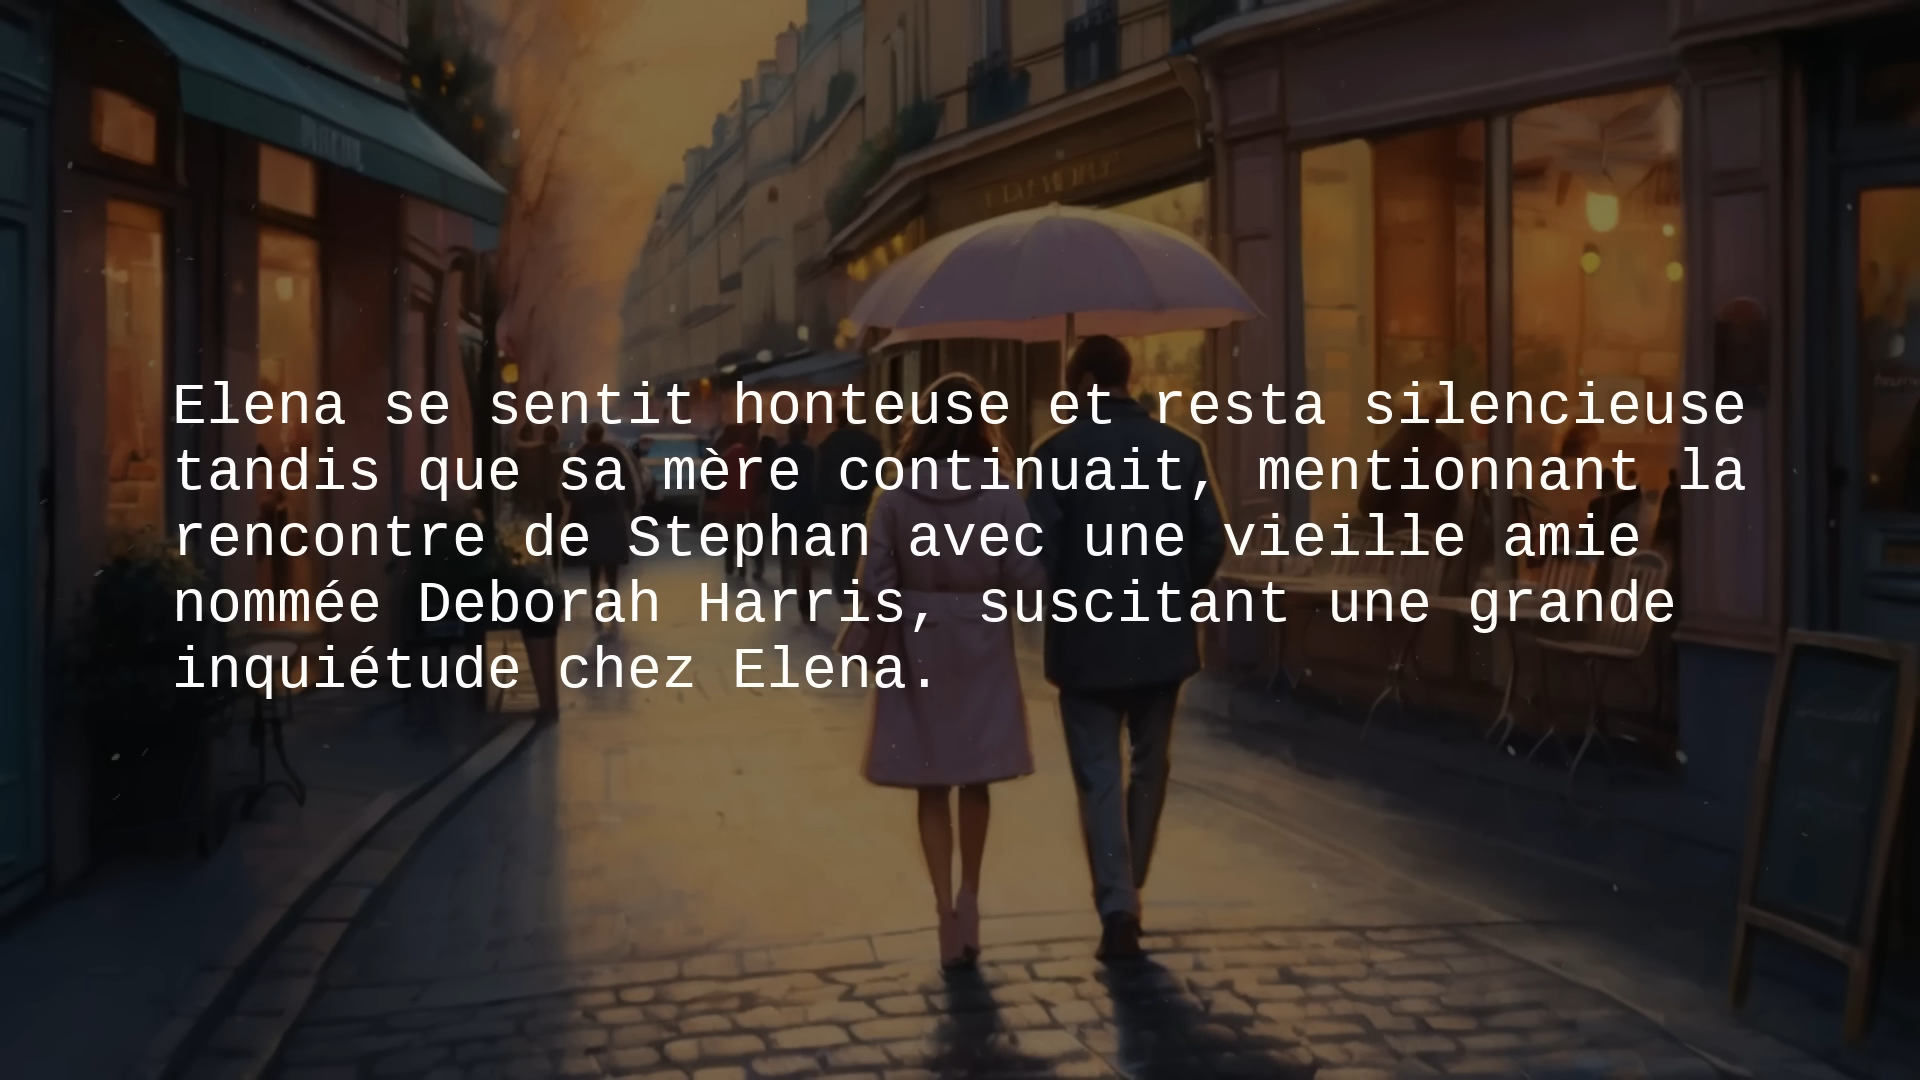 Elena se sentit honteuse et resta silencieuse
tandis que sa mère continuait, mentionnant la
rencontre de Stephan avec une vieille amie
nommée Deborah Harris, suscitant une grande
inquiétude chez Elena.